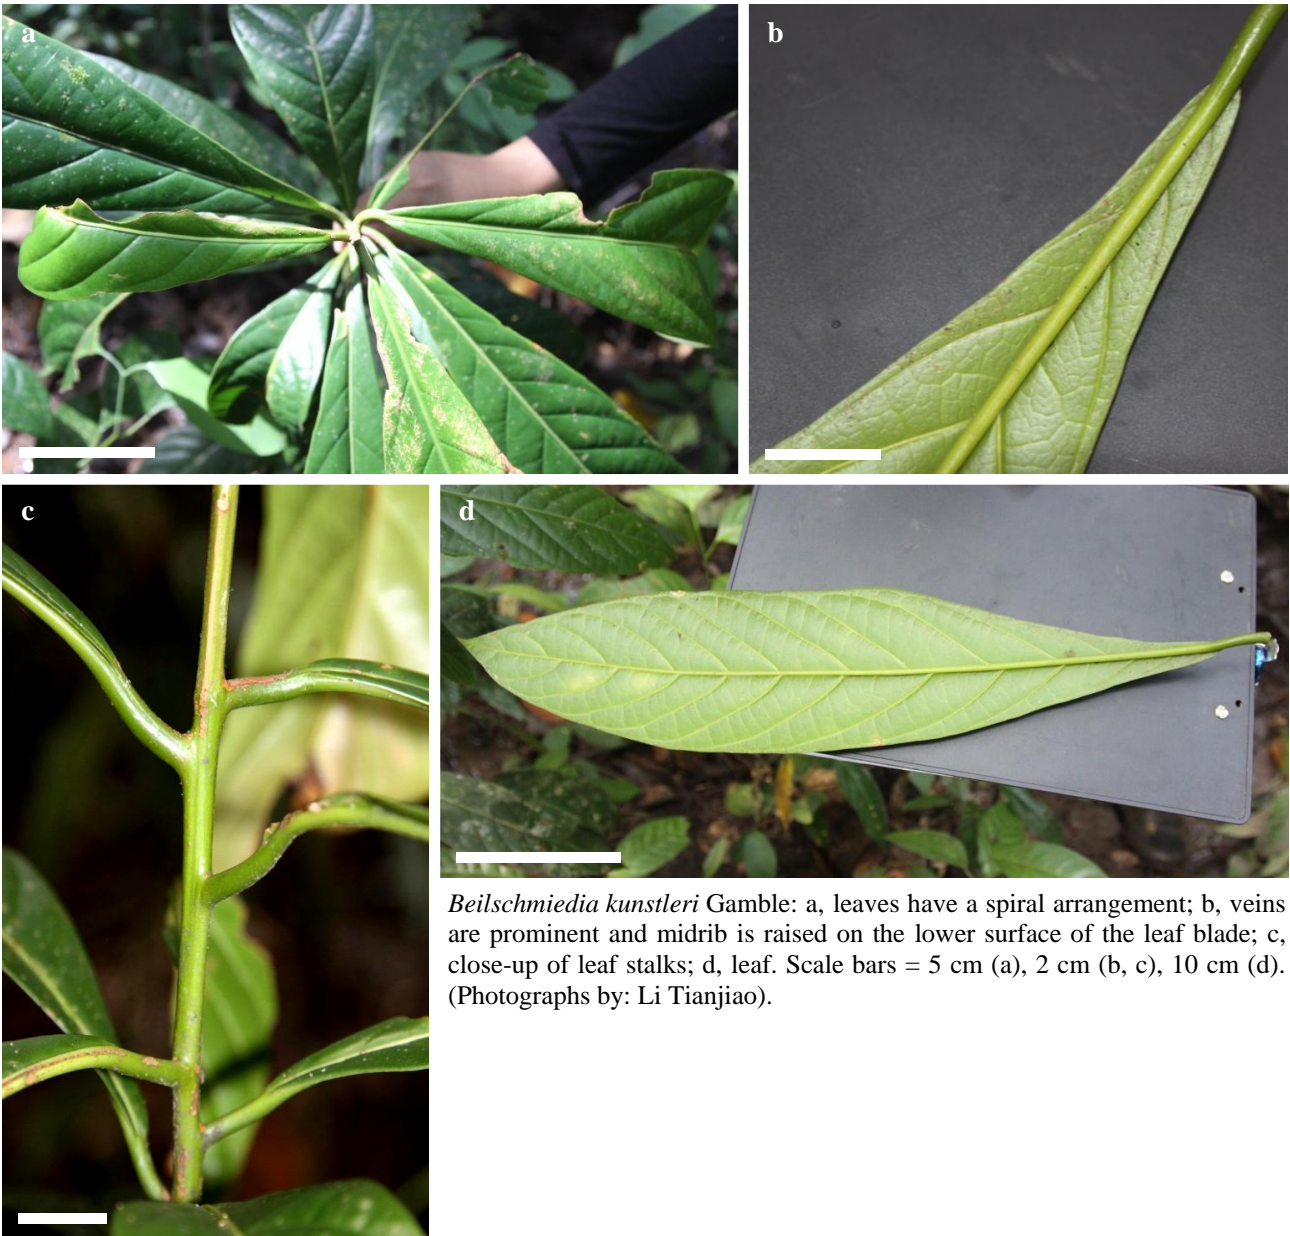 a
b
c
d
Beilschmiedia kunstleri Gamble: a, leaves have a spiral arrangement; b, veins
are prominent and midrib is raised on the lower surface of the leaf blade; c,
close-up of leaf stalks; d, leaf. Scale bars = 5 cm (a), 2 cm (b, c), 10 cm (d).
(Photographs by: Li Tianjiao).